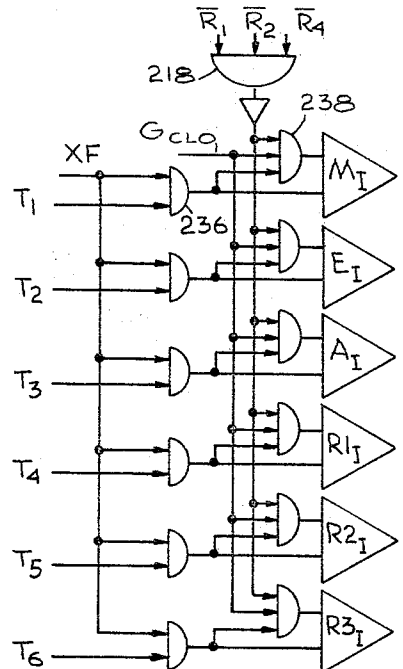 R̅1 R̅2 R̅4
218
238
GCLO
XF
T1
236
MI
T2
EI
T3
AI
T4
R1I
T5
R2I
T6
R3I